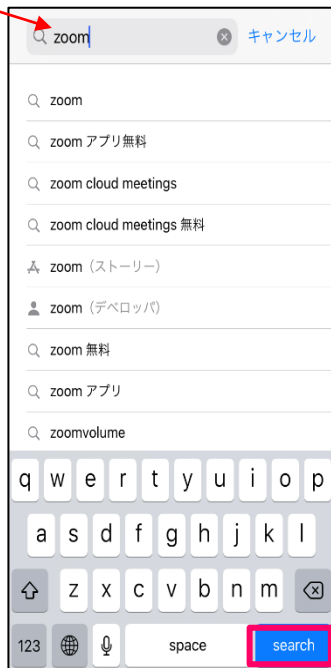 zoom キャンセル
zoom
zoom アプリ無料
zoom cloud meetings
zoom cloud meetings 無料
zoom（ストーリー）
zoom（デベロッパ）
zoom 無料
zoom アプリ
zoomvolume
q w e r t y u i o p
a s d f g h j k l
z x c v b n m
123 space search